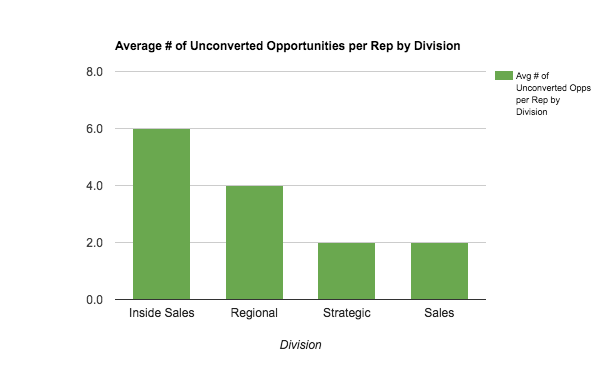 Average # of Unconverted Opportunities per Rep by Division
8.0
6.0
4.0
2.0
0.0
Inside Sales
Regional
Strategic
Sales
Division
Avg # of
Unconverted Opps
per Rep by
Division